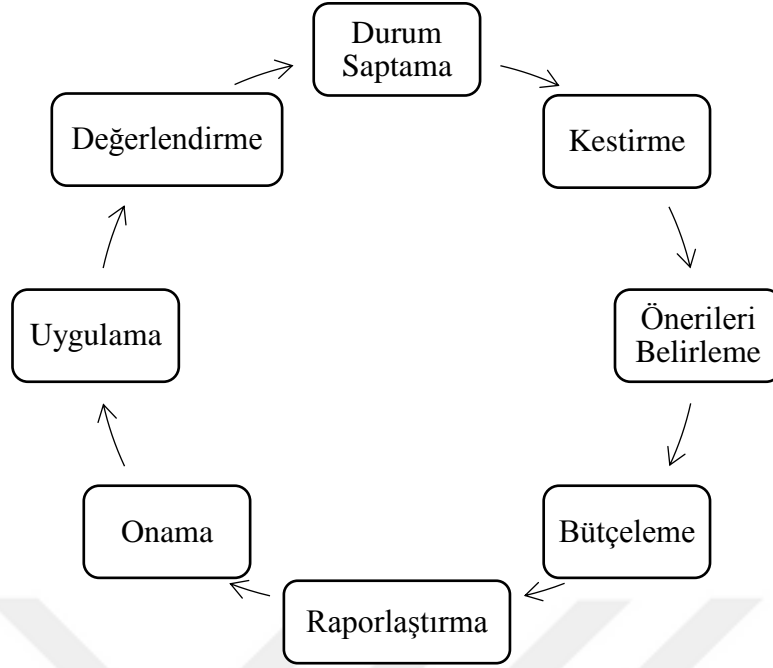 Durum
Saptama
Kestirme
Önerileri
Belirleme
Bütçeleme
Raporlaştırma
Onama
Uygulama
Değerlendirme